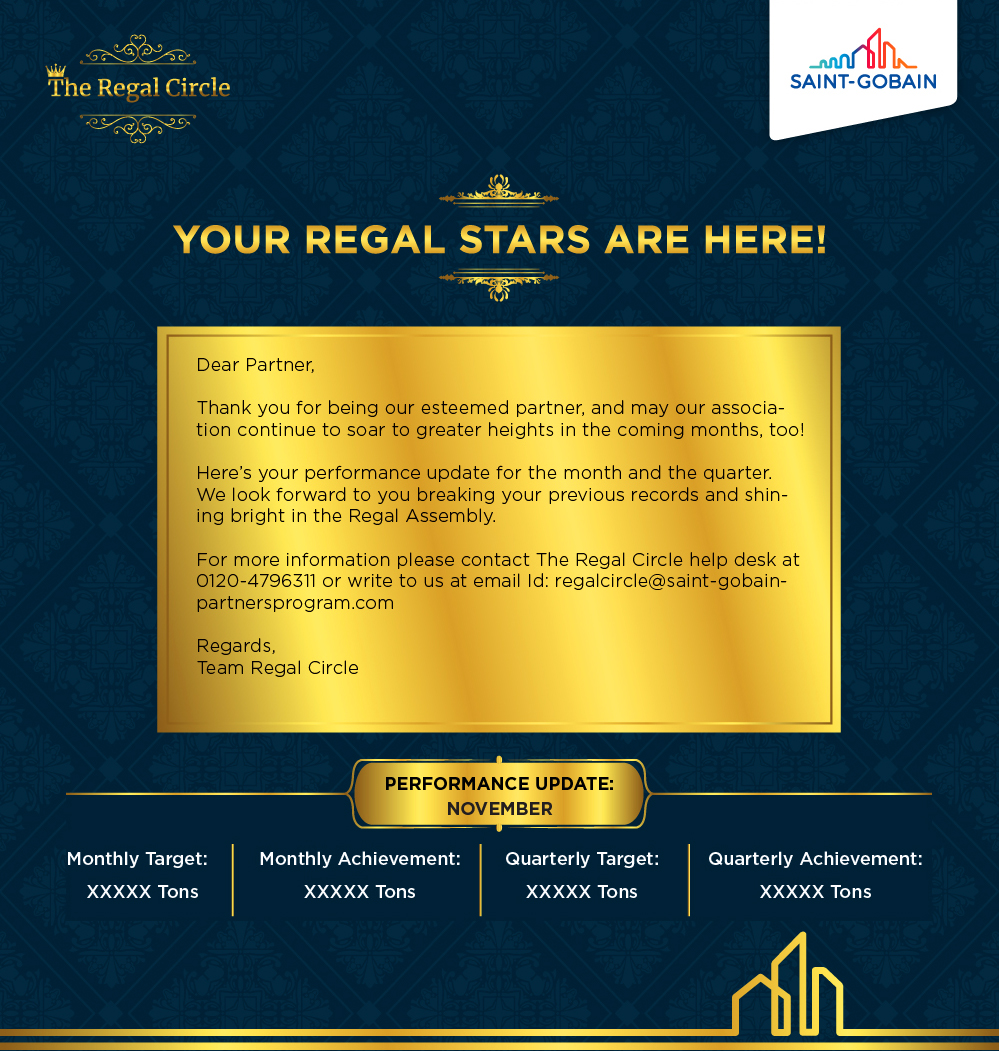 The Regal Circle
SAINT-GOBAIN
YOUR REGAL STARS ARE HERE!
Dear Partner,
Thank you for being our esteemed partner, and may our associa-
tion continue to soar to greater heights in the coming months, too!
Here's your performance update for the month and the quarter.
We look forward to you breaking your previous records and shin-
ing bright in the Regal Assembly.
For more information please contact The Regal Circle help desk at
0120-4796311 or write to us at email Id: regalcircle@saint-gobain-
partnersprogram.com
Regards,
Team Regal Circle
PERFORMANCE UPDATE:
NOVEMBER
Monthly Target:
XXXXX Tons
Monthly Achievement:
XXXXX Tons
Quarterly Target:
XXXXX Tons
Quarterly Achievement:
XXXXX Tons